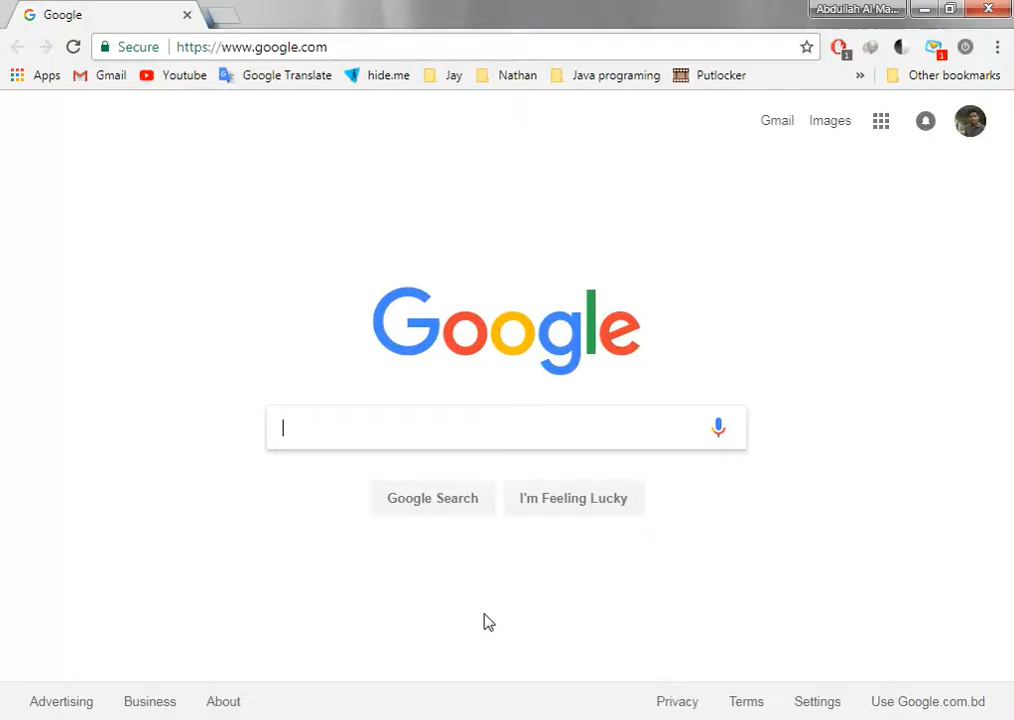 Google
Abdullah Al Ma...
Secure https://www.google.com
1
1
Apps Gmail Youtube Google Translate hide.me Jay Nathan Java programing Putlocker » Other bookmarks
Gmail Images
Google
Google Search I'm Feeling Lucky
Advertising Business About Privacy Terms Settings Use Google.com.bd